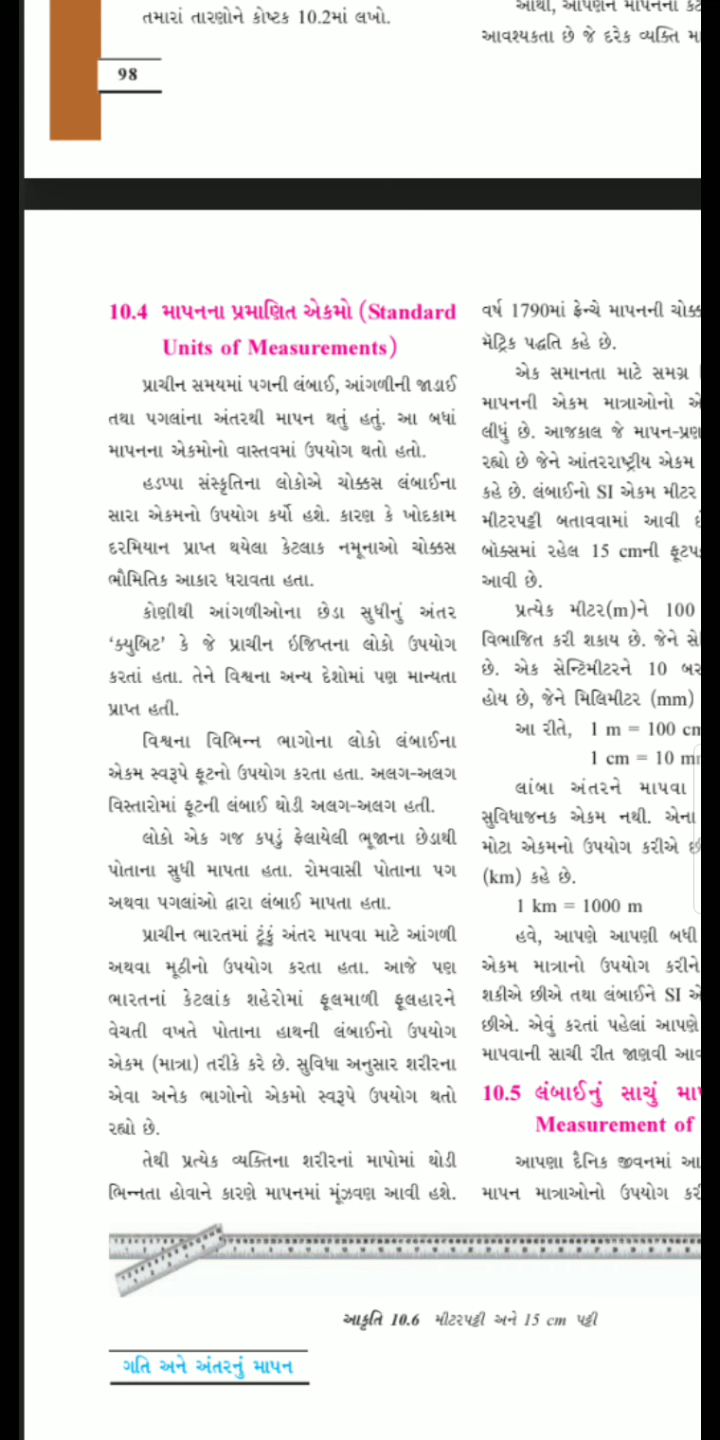 તમારાં તારણોને કોષ્ટક 10.2માં લખો.
98
આથી, આપણને માપનના
આવશ્યકતા છે જે દરેક વ્યક્તિ
10.4 માપનના પ્રમાણિત એકમો (Standard
Units of Measurements)
પ્રાચીન સમયમાં પગની લંબાઈ, આંગળીની જાડાઈ
તથા પગલાંના અંતરથી માપન થતું હતું. આ બધાં
માપનના એકમોનો વાસ્તવમાં ઉપયોગ થતો હતો.
હડપ્પા સંસ્કૃતિના લોકોએ ચોક્કસ લંબાઈના
સારા એકમનો ઉપયોગ કર્યો હશે. કારણ કે ખોદકામ
દરમિયાન પ્રાપ્ત થયેલા કેટલાક નમૂનાઓ ચોક્કસ
ભૌમિતિક આકાર ધરાવતા હતા.
કોણીથી આંગળીઓના છેડા સુધીનું અંતર
‘ક્યુબિટ’ કે જે પ્રાચીન ઇજિપ્તના લોકો ઉપયોગ
કરતાં હતા. તેને વિશ્વના અન્ય દેશોમાં પણ માન્યતા
પ્રાપ્ત હતી.
વિશ્વના વિભિન્ન ભાગોના લોકો લંબાઈના
એકમ સ્વરૂપે ફૂટનો ઉપયોગ કરતા હતા. અલગ-અલગ
વિસ્તારોમાં ફૂટની લંબાઈ થોડી અલગ-અલગ હતી.
લોકો એક ગજ કપડું ફેલાયેલી ભૂજાના છેડાથી
પોતાના સુધી માપતા હતા. રોમવાસી પોતાના પગ
અથવા પગલાંઓ દ્વારા લંબાઈ માપતા હતા.
પ્રાચીન ભારતમાં ટૂંકું અંતર માપવા માટે આંગળી
અથવા મૂઠીનો ઉપયોગ કરતા હતા. આજે પણ
ભારતનાં કેટલાંક શહેરોમાં ફૂલમાળી ફૂલહારને
વેચતી વખતે પોતાના હાથની લંબાઈનો ઉપયોગ
એકમ (માત્રા) તરીકે કરે છે. સુવિધા અનુસાર શરીરના
એવા અનેક ભાગોનો એકમો સ્વરૂપે ઉપયોગ થતો
રહ્યો છે.
તેથી પ્રત્યેક વ્યક્તિના શરીરનાં માપોમાં થોડી
ભિન્નતા હોવાને કારણે માપનમાં મૂંઝવણ આવી હશે.
વર્ષ 1790માં ફ્રેન્ચે માપનની
મૅટ્રિક પદ્ધતિ કહે છે.
એક સમાનતા માટે સમગ્ર
માપનની એકમ માત્રાઓનો
લીધું છે. આજકાલ જે
રહ્યો છે જેને આંતરરાષ્ટ્રીય એકમ
કહે છે. લંબાઈનો SI એકમ મીટર
મીટરપટ્ટી બતાવવામાં આવી
બૉક્સમાં રહેલ 15 cmની
આવી છે.
પ્રત્યેક મીટર(m)ને 100
વિભાજિત કરી શકાય છે. જેને
છે. એક સેન્ટિમીટરને 10
હોય છે, જેને મિલિમીટર (mm)
આ રીતે, 1 m = 100
1 cm = 10
લાંબા અંતરને માપવા
સુવિધાજનક એકમ નથી. એના
મોટા એકમનો ઉપયોગ કરીએ
(km) કહે છે.
1 km = 1000 m
હવે, આપણે આપણી બધી
એકમ માત્રાનો ઉપયોગ કરીને
શકીએ છીએ તથા લંબાઈને SI
છીએ. એવું કરતાં પહેલાં આપણે
માપવાની સાચી રીત જાણવી
10.5 લંબાઈનું સાચું
Measurement of
આપણા દૈનિક જીવનમાં
માપન માત્રાઓનો ઉપયોગ
આકૃતિ 10.6 મીટરપટ્ટી અને 15 cm પટ્ટી
ગતિ અને અંતરનું માપન